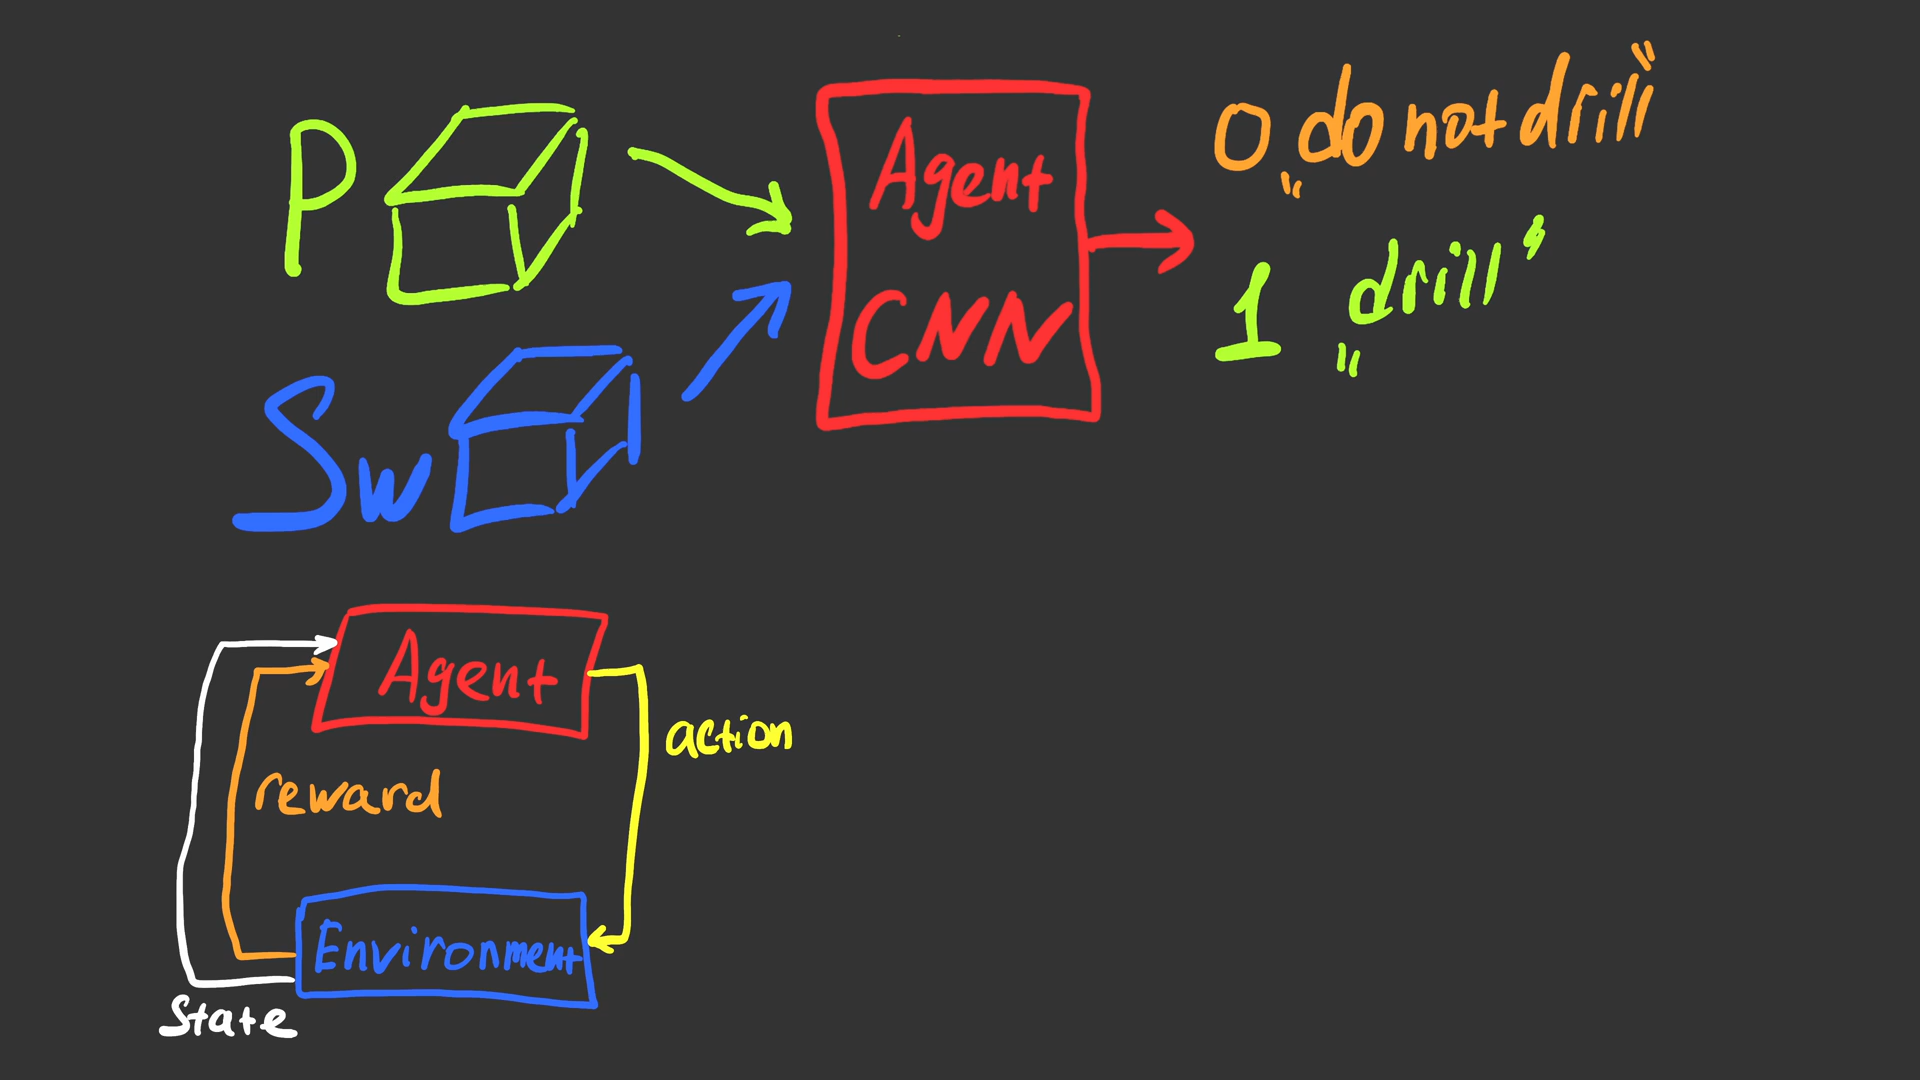 P
Sw
Agent
CNN
0 „do not drill”
1 „drill”
Agent
action
reward
Environment
State